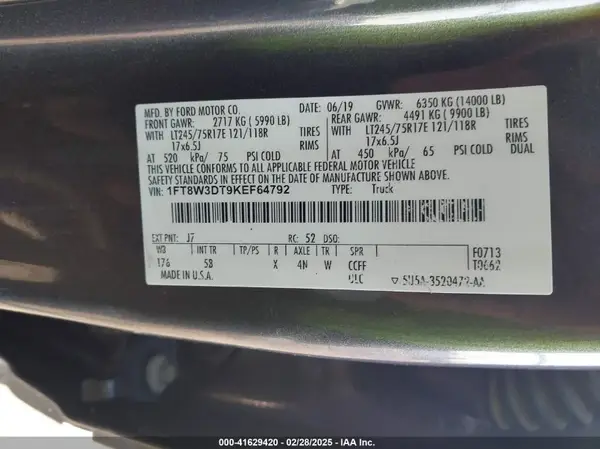 MFD. BY FORD MOTOR CO. DATE: 06/19 GVWR: 6350 KG (14000 LB)
FRONT GAWR: 2717 KG (5990 LB) REAR GAWR: 4491 KG (9900 LB)
WITH LT245/75R17E 121/118R TIRES WITH LT245/75R17E 121/118R TIRES
17x6.5J RIMS 17x6.5J RIMS
AT 520 kPa/ 75 PSI COLD AT 450 kPa/ 65 PSI COLD DUAL
THIS VEHICLE CONFORMS TO ALL APPLICABLE FEDERAL MOTOR VEHICLE
SAFETY STANDARDS IN EFFECT ON THE DATE OF MANUFACTURE SHOWN ABOVE.
VIN: 1FT8W3DT9KEF64792 TYPE: Truck
EXT PNT: J7 RC: 52 DSO: F0713
WB INT TR TP/PS R AXLE TR SPR T0662
176 58 X 4N W CCFF
MADE IN U.S.A. ULC 5U5A-3520472-AA
000-41629420 02/28/2025 IAA Inc.